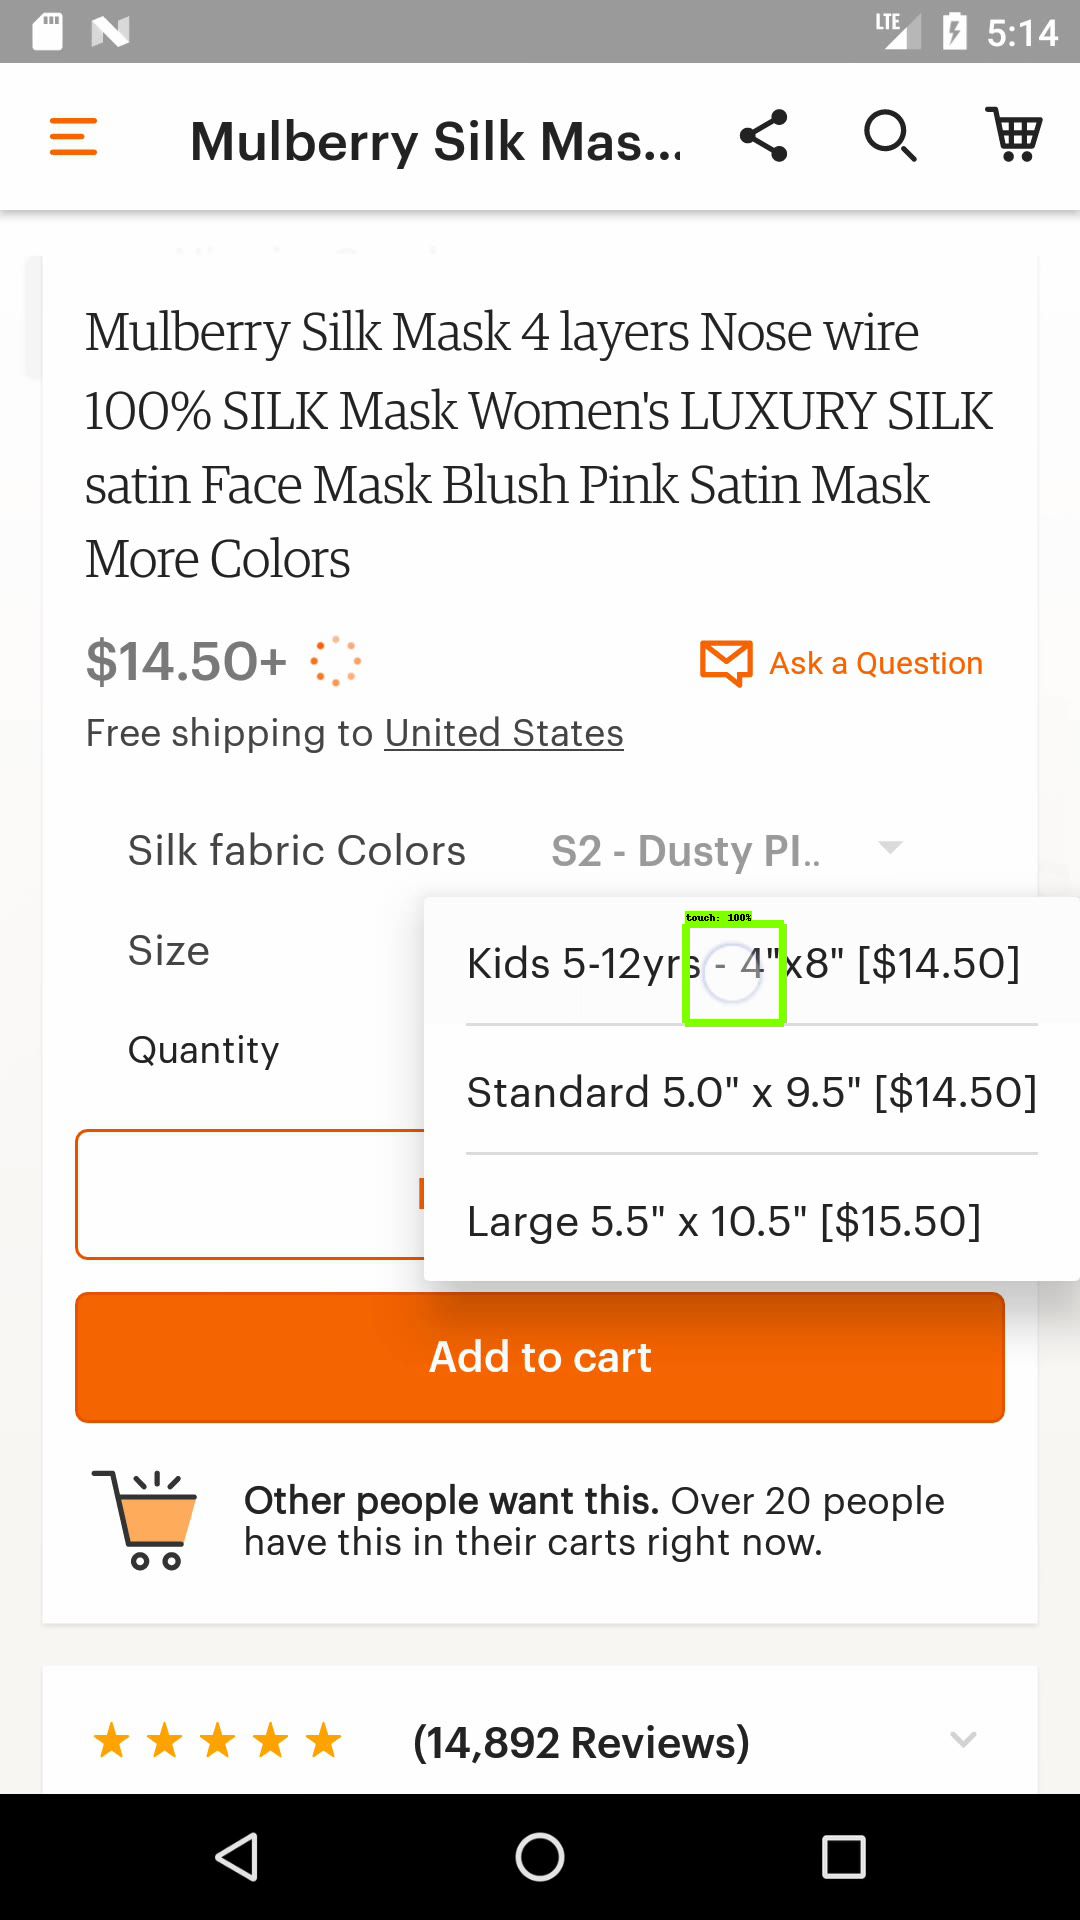 LTE 5:14
Mulberry Silk Mas...
Mulberry Silk Mask 4 layers Nose wire
100% SILK Mask Women's LUXURY SILK
satin Face Mask Blush Pink Satin Mask
More Colors
$14.50+
Ask a Question
Free shipping to United States
Silk fabric Colors S2 - Dusty PI..
Size
touch: 100%
Kids 5-12yrs - 4"x8" [$14.50]
Quantity
Standard 5.0" x 9.5" [$14.50]
Large 5.5" x 10.5" [$15.50]
Add to cart
Other people want this. Over 20 people
have this in their carts right now.
(14,892 Reviews)